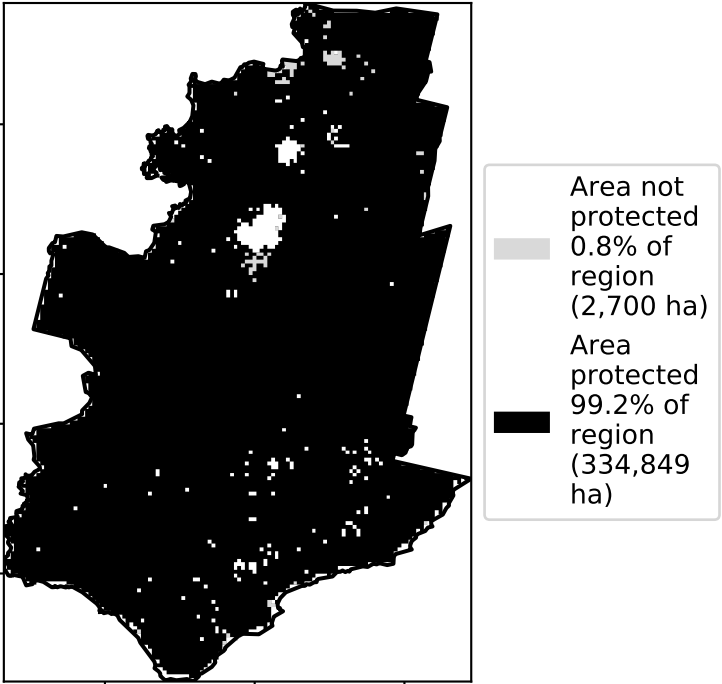 Area not
protected
0.8% of
region
(2,700 ha)
Area
protected
99.2% of
region
(334,849
ha)